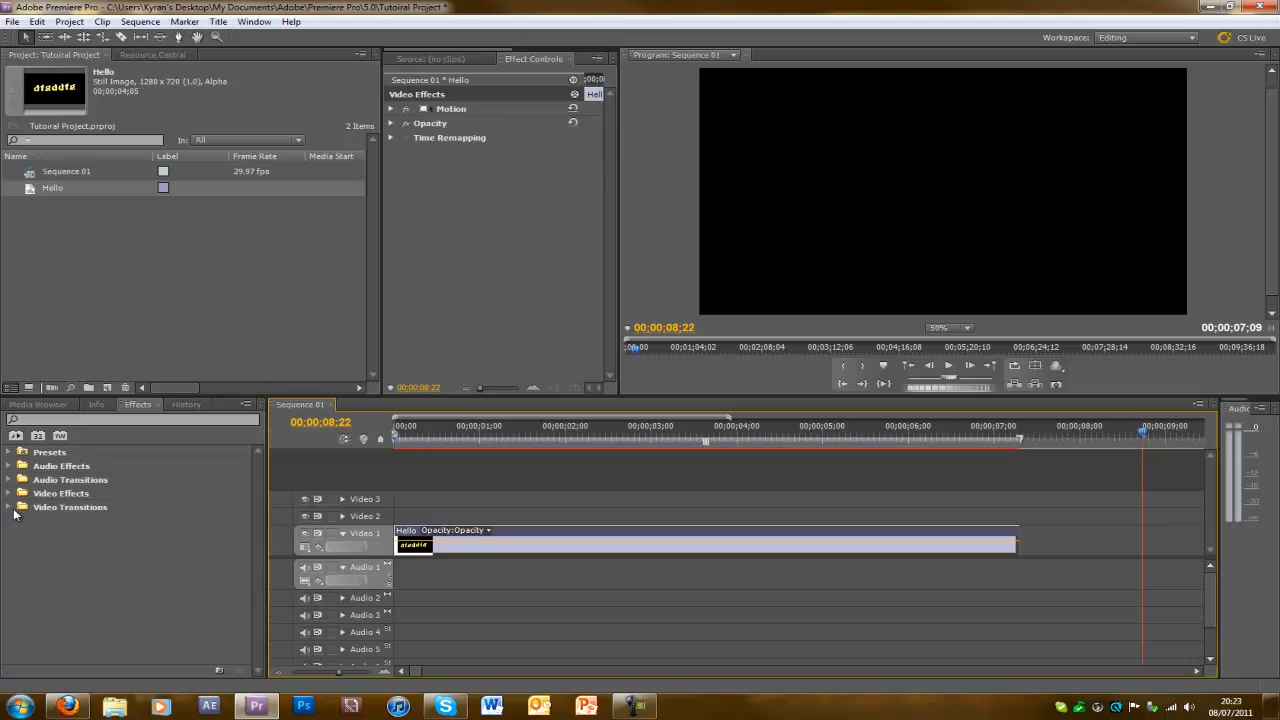 Adobe Premiere Pro - C:\Users\Kyran's Desktop\My Documents\Adobe\Premiere Pro\5.0\Tutoiral Project *
File Edit Project Clip Sequence Marker Title Window Help
Workspace: Editing CS Live
Project: Tutoiral Project Resource Central
Hello
Still Image, 1280 x 720 (1.0), Alpha
00;00;04;05
Tutoiral Project.prproj 2 Items
In: All
Name Label Frame Rate Media Start
Sequence 01 29.97 fps
Hello
Source: (no clips) Effect Controls
Sequence 01 * Hello ;00;0
Video Effects Hell
fx Motion
fx Opacity
Time Remapping
00;00;08;22
Program: Sequence 01
00;00;08;22 50% 00;00;07;09
;00;00 00;01;04;02 00;02;08;04 00;03;12;06 00;04;16;08 00;05;20;10 00;06;24;12 00;07;28;14 00;08;32;16 00;09;36;18
Media Browser Info Effects History
Presets
Audio Effects
Audio Transitions
Video Effects
Video Transitions
Sequence 01
00;00;08;22
00;00 00;00;01;00 00;00;02;00 00;00;03;00 00;00;04;00 00;00;05;00 00;00;06;00 00;00;07;00 00;00;08;00 00;00;09;00
Video 3
Video 2
Video 1
Hello Opacity:Opacity
Audio 1
Audio 2
Audio 3
Audio 4
Audio 5
Audio
0
-6
AE Pr Ps
20:23
08/07/2011